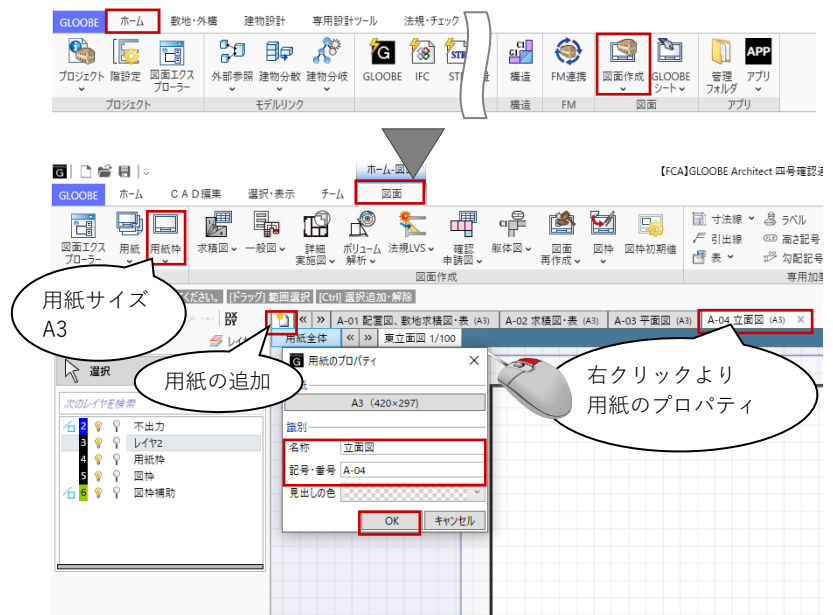 GLOOBE ホーム 敷地・外構 建物設計 専用設計ツール 法規・チェック
プロジェクト 階設定 図面エクスプローラー 外部参照 建物分散 建物分岐 GLOOBE IFC 構造 FM連携 図面作成 GLOOBEシート 管理フォルダ アプリ
G
IFC
APP
プロジェクト モデルリンク 構造 FM 図面 アプリ
G
【FCA】GLOOBE Architect 四号確認
GLOOBE ホーム CAD編集 選択・表示 チーム 図面
図面エクスプローラー 用紙 用紙枠 求積図 一般図 詳細実施図 ボリューム解析 法規LVS 確認申請図 躯体図 図面再作成 図枠 図枠初期値
寸法線 ラベル
引出線 高さ記号
表 勾配記号
図面作成
ください。 [ドラッグ] 範囲選択 [Ctrl] 選択追加・解除
用紙サイズ
A3
« » A-01 配置図、敷地求積図・表 (A3) A-02 求積図・表 (A3) A-03 平面図 (A3) A-04 立面図 (A3) ×
用紙全体 « » 東立面図 1/100
選択
用紙の追加
次のレイヤを検索
2 不出力
3 レイヤ2
4 用紙枠
5 図枠
6 図枠補助
G 用紙のプロパティ ×
A3（420×297）
識別
名称 立面図
記号・番号 A-04
見出しの色
OK キャンセル
右クリックより
用紙のプロパティ